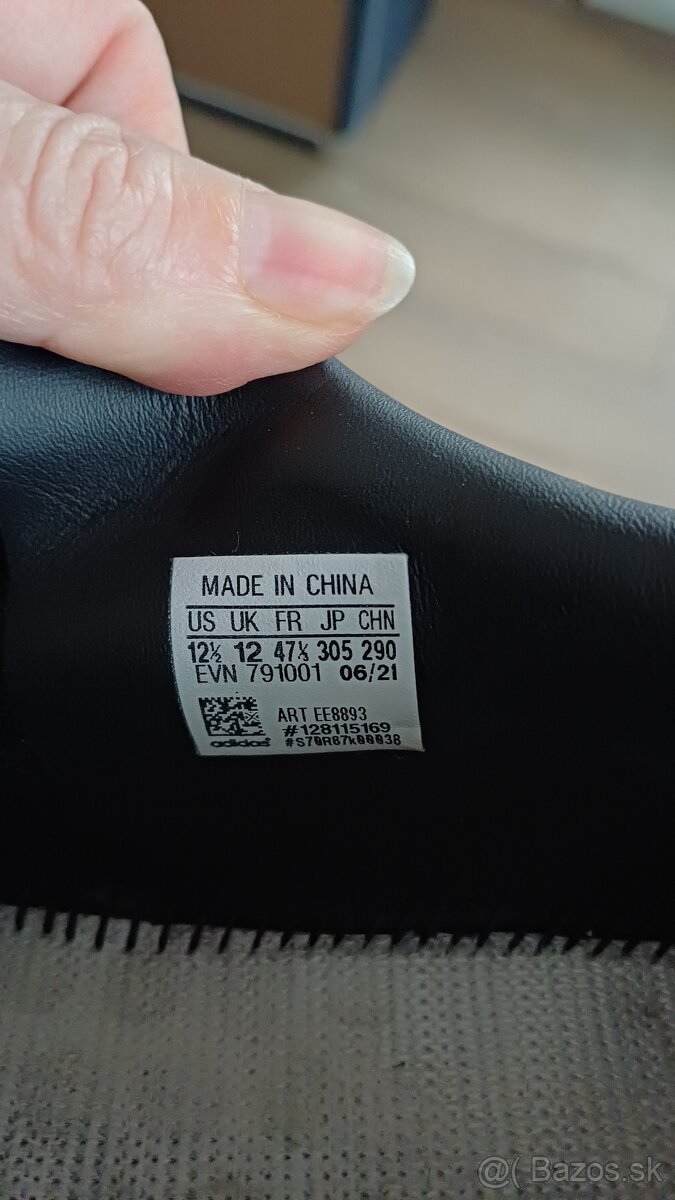 MADE IN CHINA
US UK FR JP CHN
12½ 12 47⅓ 305 290
EVN 791001 06/21
ART EE8893
#128115169
adidas #S70R87k00038
@( Bazos.sk